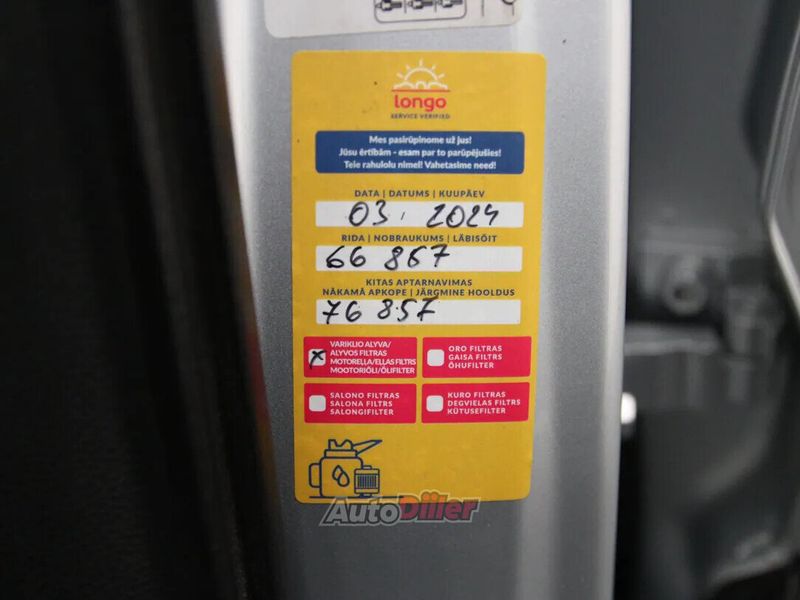 longo
SERVICE VERIFIED
Mes pasirūpinome už jus!
Jūsu ērtībām - esam par to parūpējušies!
Teie rahulolu nimel! Vahetasime need!
DATA | DATUMS | KUUPÄEV
03. 2024
RIDA | NOBRAUKUMS | LÄBISÕIT
66 867
KITAS APTARNAVIMAS
NĀKAMĀ APKOPE | JÄRGMINE HOOLDUS
76 857
VARIKLIO ALYVA/
ALYVOS FILTRAS
MOTOREĻĻA/EĻĻAS FILTRS
MOOTORIÕLI/ÕLIFILTER
ORO FILTRAS
GAISA FILTRS
ÕHUFILTER
SALONO FILTRAS
SALONA FILTRS
SALONGIFILTER
KURO FILTRAS
DEGVIELAS FILTRS
KÜTUSEFILTER
AutoDiler